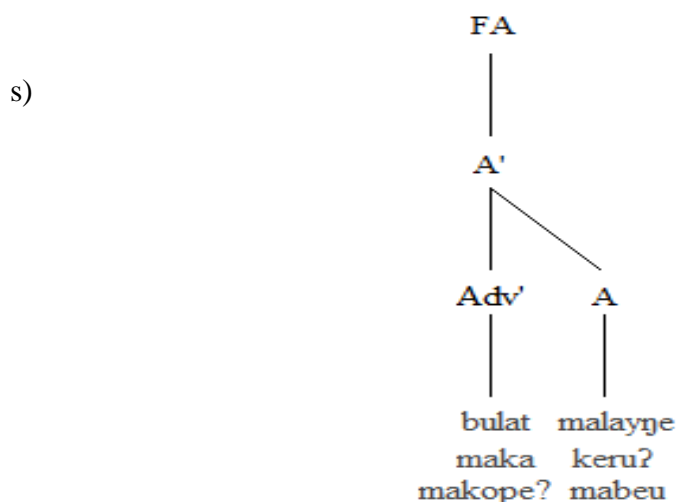 FA
s)
A'
Adv' A
bulat malayŋe
maka keru?
makope? mabeu